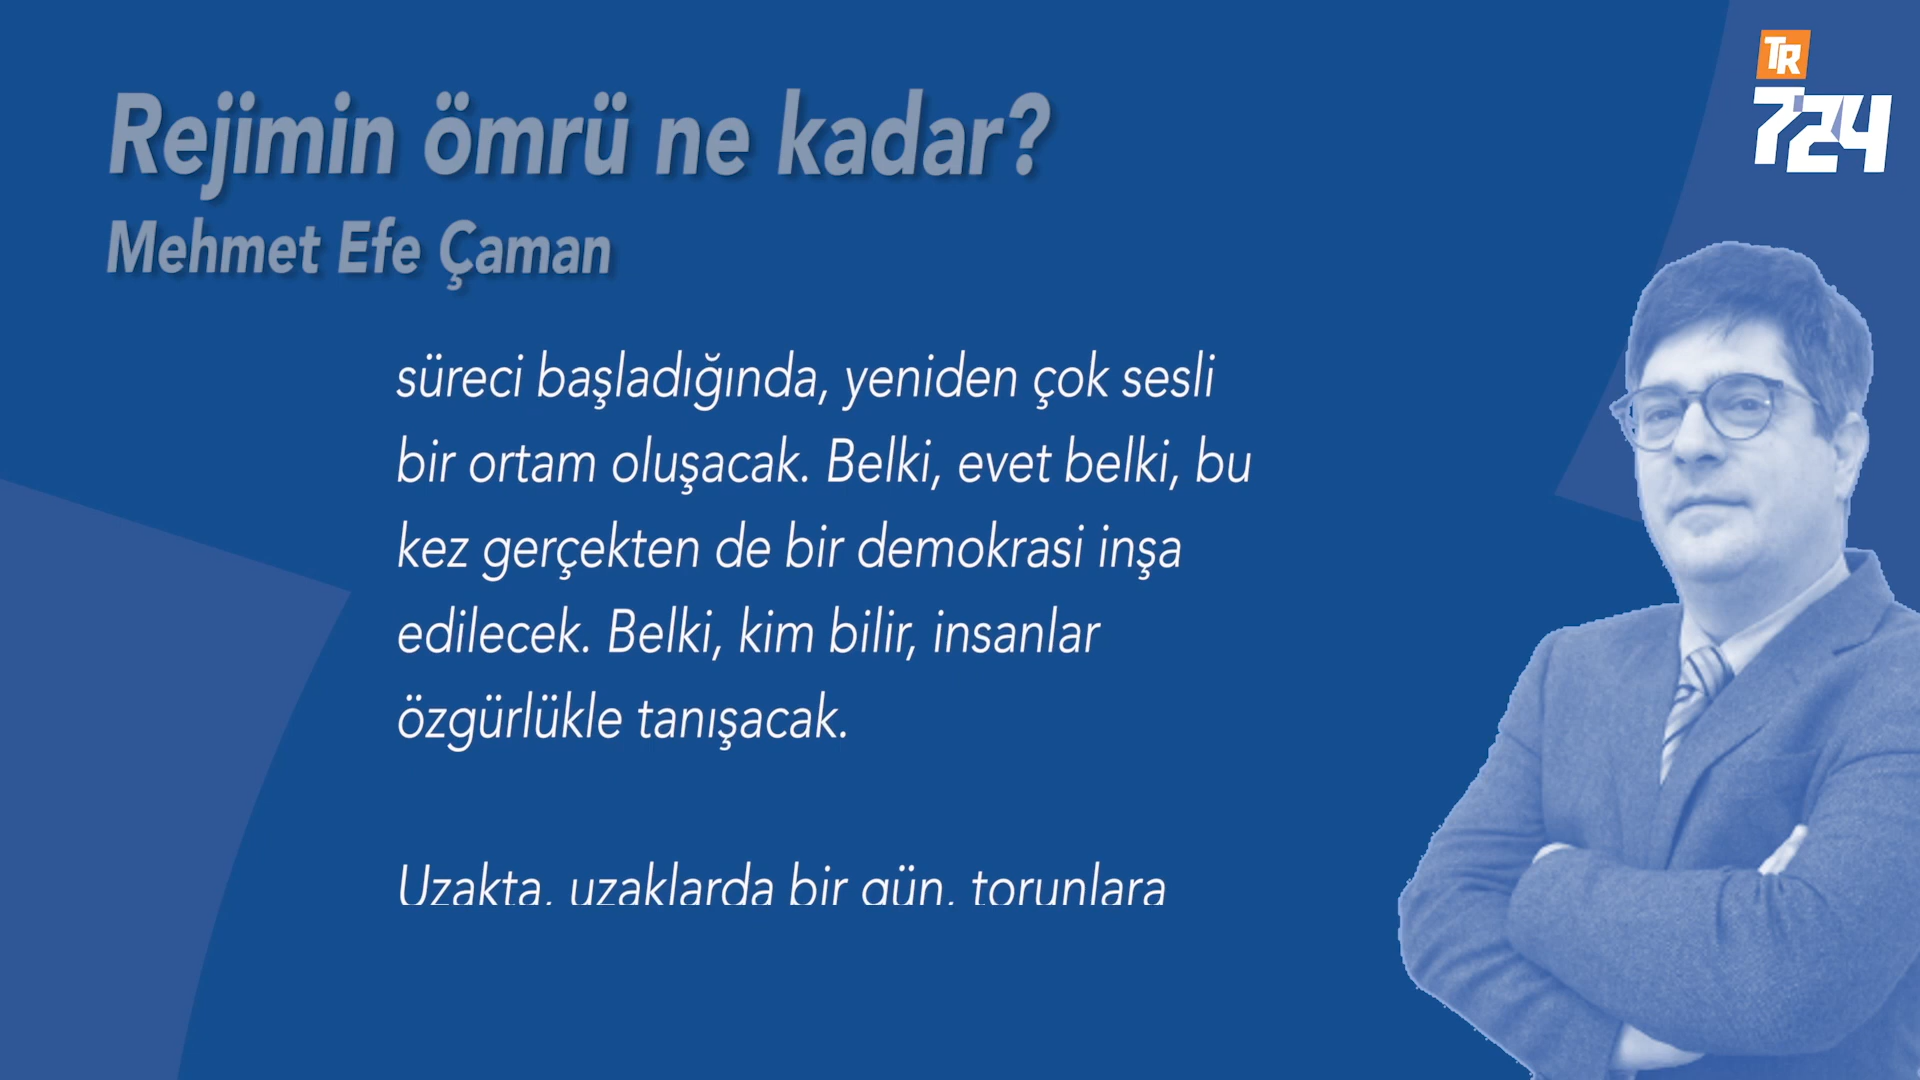 TR
724
Rejimin ömrü ne kadar?
Mehmet Efe Çaman
süreci başladığında, yeniden çok sesli
bir ortam oluşacak. Belki, evet belki, bu
kez gerçekten de bir demokrasi inşa
edilecek. Belki, kim bilir, insanlar
özgürlükle tanışacak.
Uzakta, uzaklarda bir gün, torunlara